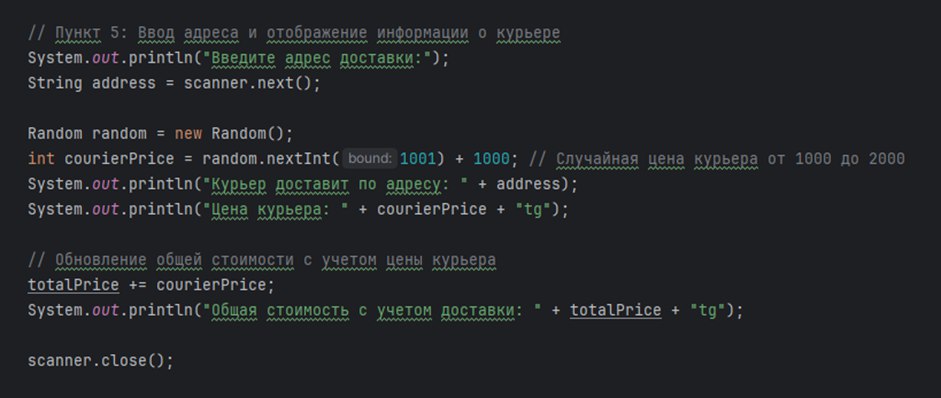 // Пункт 5: Ввод адреса и отображение информации о курьере
System.out.println("Введите адрес доставки:");
String address = scanner.next();
Random random = new Random();
int courierPrice = random.nextInt( bound: 1001) + 1000; // Случайная цена курьера от 1000 до 2000
System.out.println("Курьер доставит по адресу: " + address);
System.out.println("Цена курьера: " + courierPrice + "tg");
// Обновление общей стоимости с учетом цены курьера
totalPrice += courierPrice;
System.out.println("Общая стоимость с учетом доставки: " + totalPrice + "tg");
scanner.close();